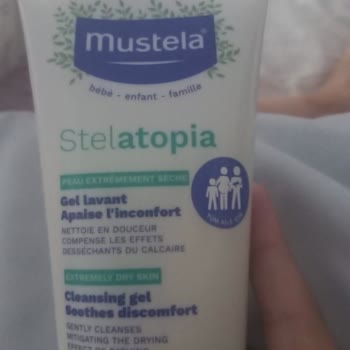 mustela
bébé - enfant - famille
Stelatopia
PEAU EXTRÊMEMENT SÈCHE
Gel lavant
Apaise l'inconfort
NETTOIE EN DOUCEUR
COMPENSE LES EFFETS
DESSÉCHANTS DU CALCAIRE
EXTREMELY DRY SKIN
Cleansing gel
Soothes discomfort
GENTLY CLEANSES
MITIGATING THE DRYING